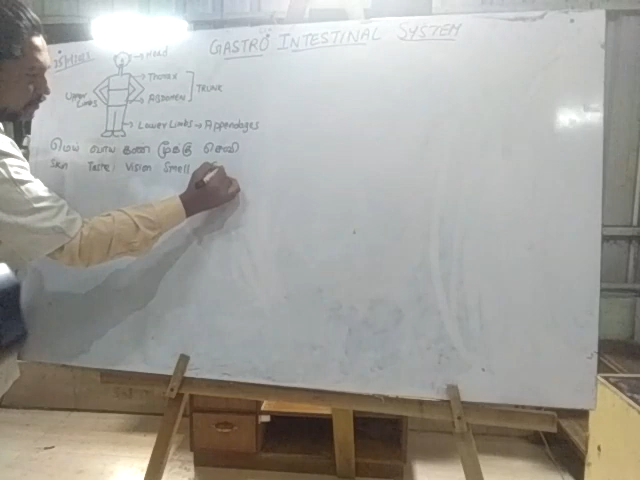 GASTRO INTESTINAL SYSTEM
Head
Thorax
Abdomen
TRUNK
Upper Limbs
Lower Limbs → Appendages
மெய் வாய் கண் மூக்கு செவி
Skin Taste Vision Smell